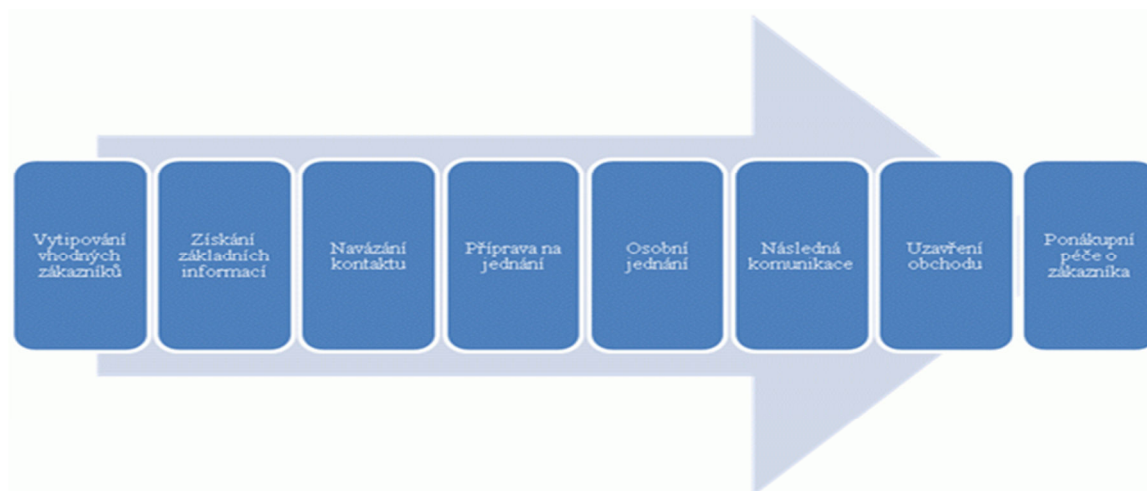 Vytipování
vhodných
zákazníků
Získání
základních
informací
Navázání
kontaktu
Příprava na
jednání
Osobní
jednání
Následná
komunikace
Uzavření
obchodu
Ponákupní
péče o
zákazníka